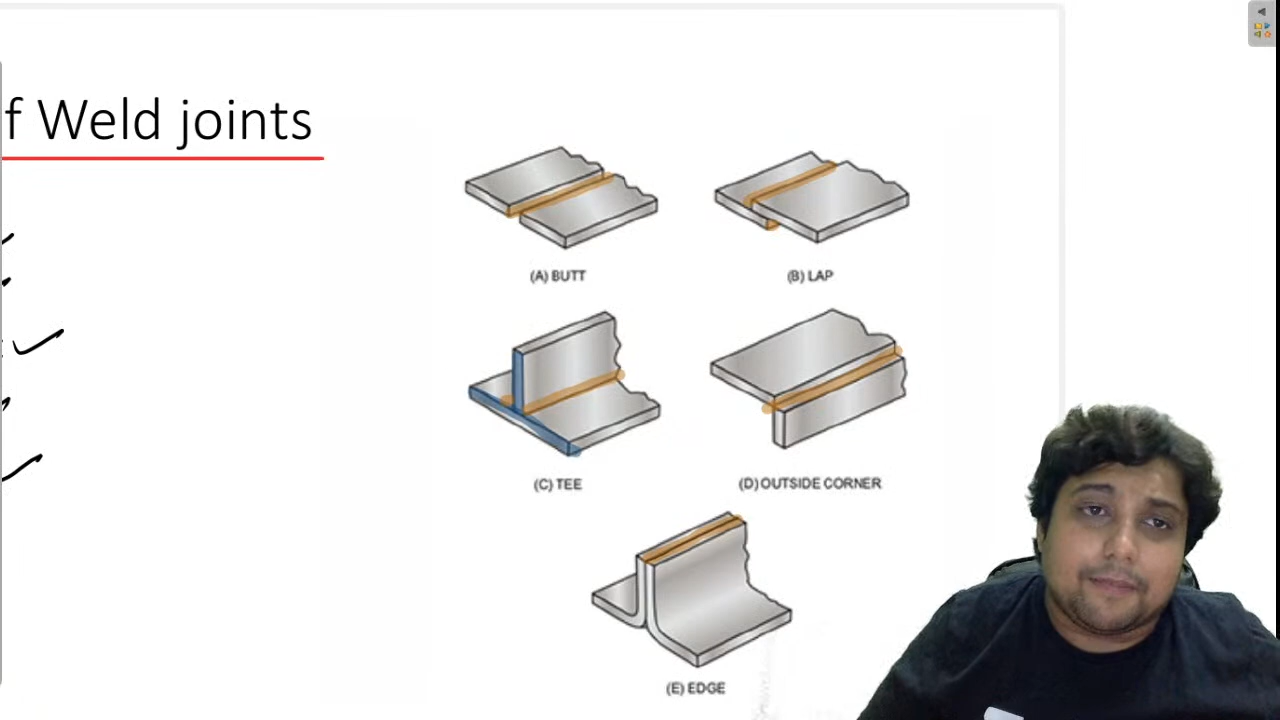 f Weld joints
(A) BUTT
(B) LAP
(C) TEE
(D) OUTSIDE CORNER
(E) EDGE